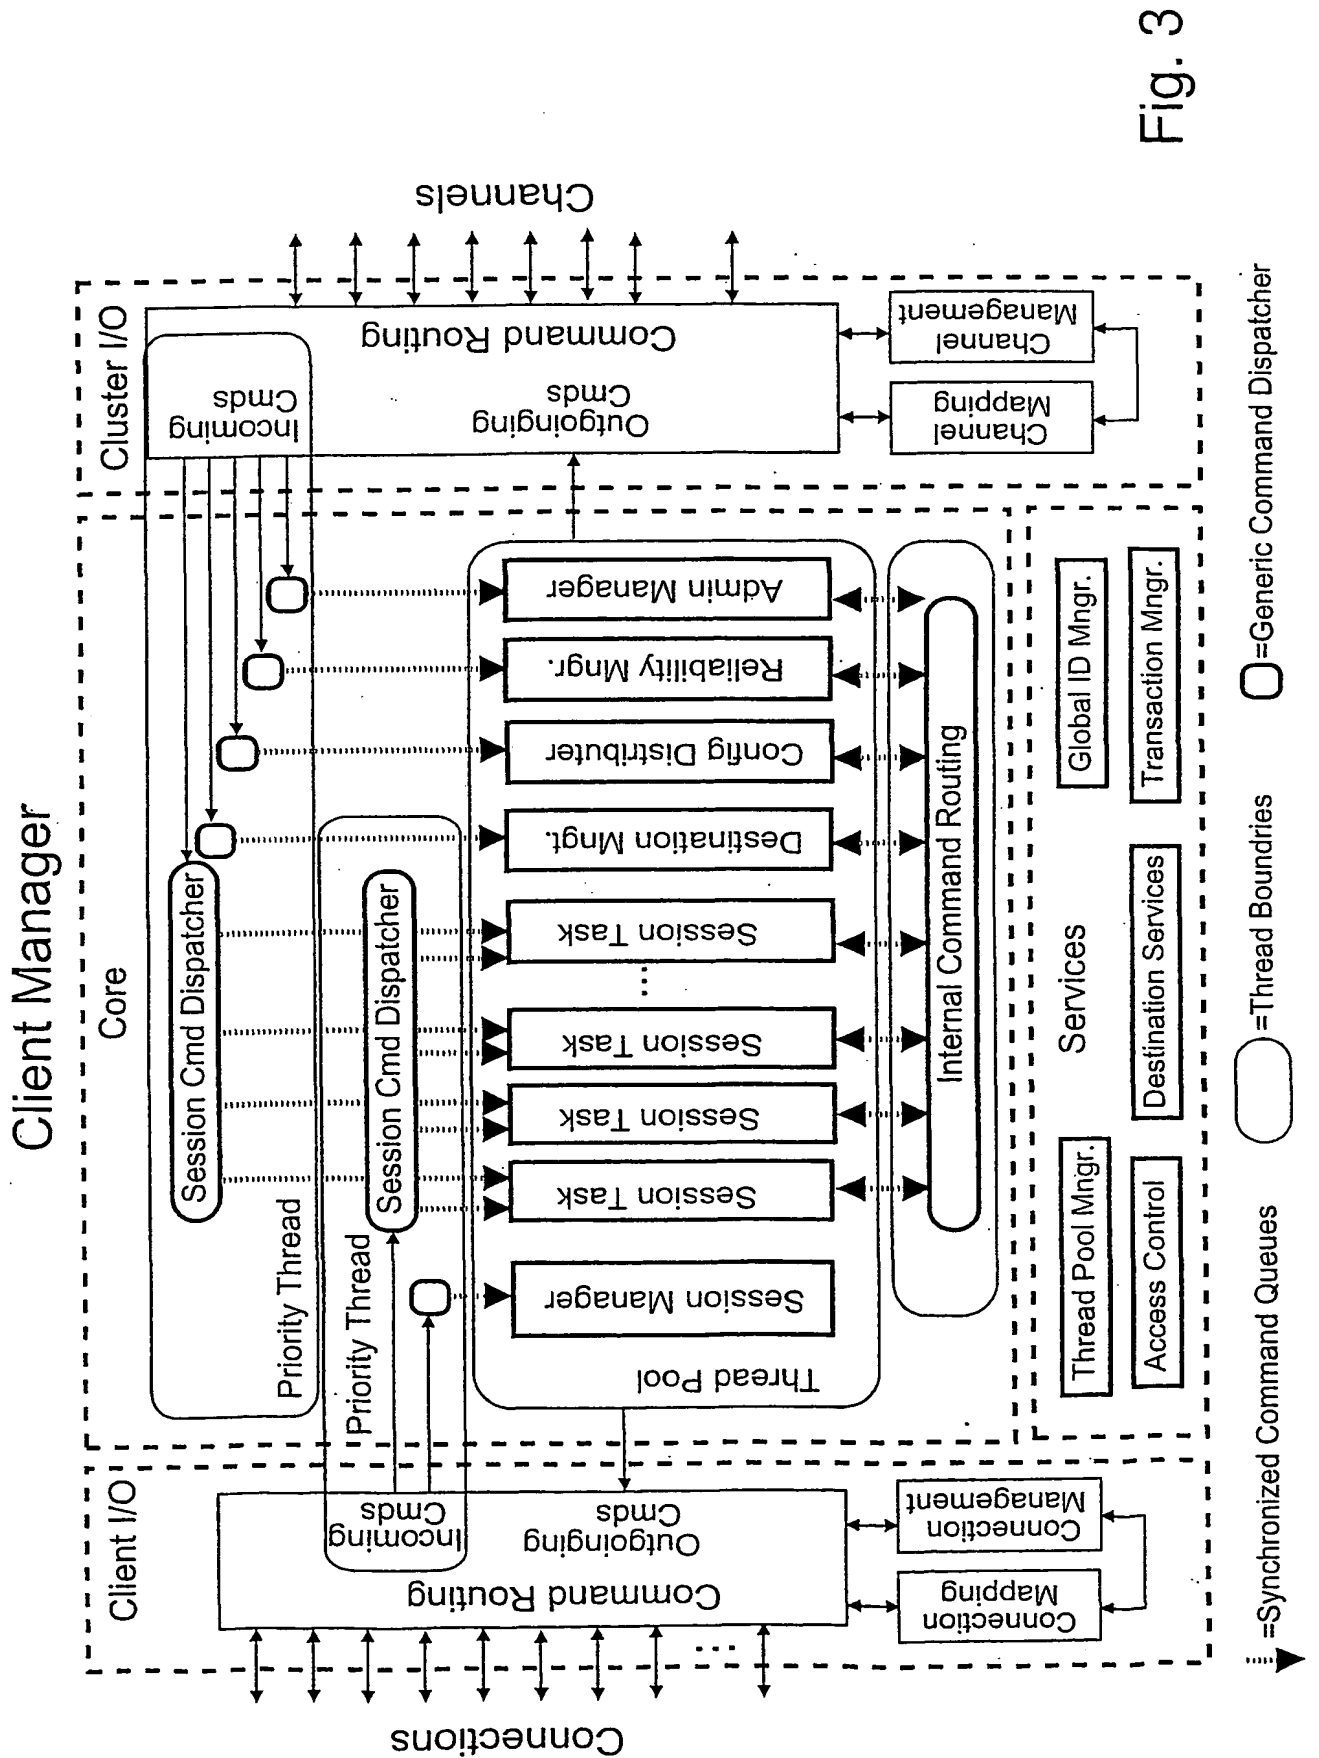 Client Manager
Client I/O
Core
Cluster I/O
Connections
Command Routing
Incoming
Cmds
Outgoinging
Cmds
Connection
Mapping
Connection
Management
Priority Thread
Session Cmd Dispatcher
Priority Thread
Session Cmd Dispatcher
Thread Pool
Session Manager
Session Task
Session Task
Session Task
...
Session Task
Destination Mngt.
Config Distributer
Reliability Mngr.
Admin Manager
Internal Command Routing
Incoming
Cmds
Outgoinging
Cmds
Command Routing
Channel
Mapping
Channel
Management
Channels
Services
Thread Pool Mngr.
Global ID Mngr.
Access Control
Destination Services
Transaction Mngr.
=Synchronized Command Queues
=Thread Boundries
=Generic Command Dispatcher
Fig. 3